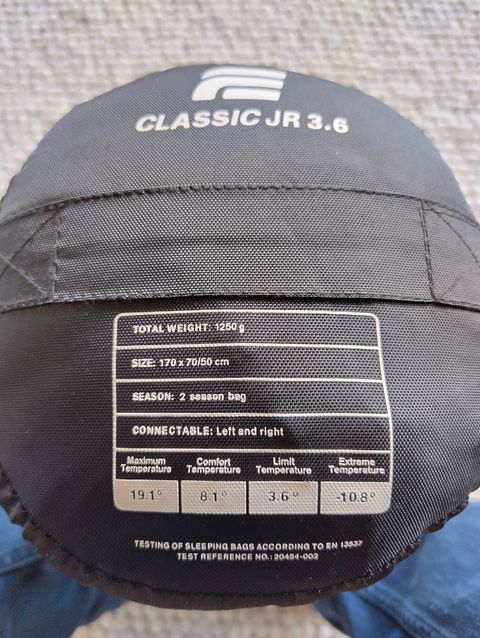 CLASSIC JR 3.6
TOTAL WEIGHT: 1250 g
SIZE: 170 x 70/50 cm
SEASON: 2 season bag
CONNECTABLE: Left and right
Maximum Temperature Comfort Temperature Limit Temperature Extreme Temperature
19.1° 8.1° 3.6° -10.8°
TESTING OF SLEEPING BAGS ACCORDING TO EN 13537
TEST REFERENCE NO.: 20454-002